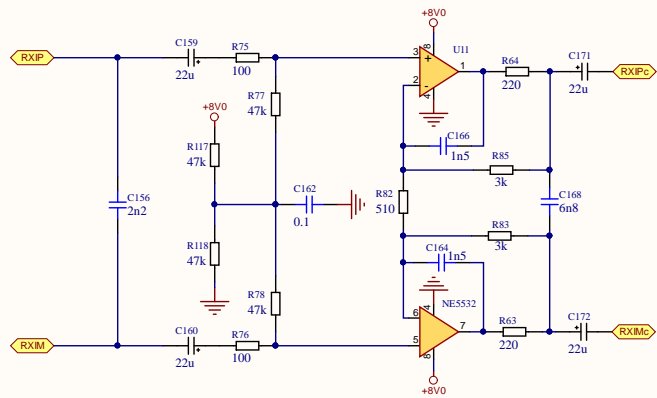 +8V0
RXIP
C159
22u
R75
100
3
8
U11
+
2
-
1
4
R64
220
C171
22u
RXIPc
R77
47k
+8V0
R117
47k
C166
1n5
R85
3k
C156
2n2
C162
0.1
R82
510
C168
6n8
R83
3k
R118
47k
C164
1n5
R78
47k
4
NE5532
6
5
7
8
R63
220
C172
22u
RXIMc
RXIM
C160
22u
R76
100
+8V0